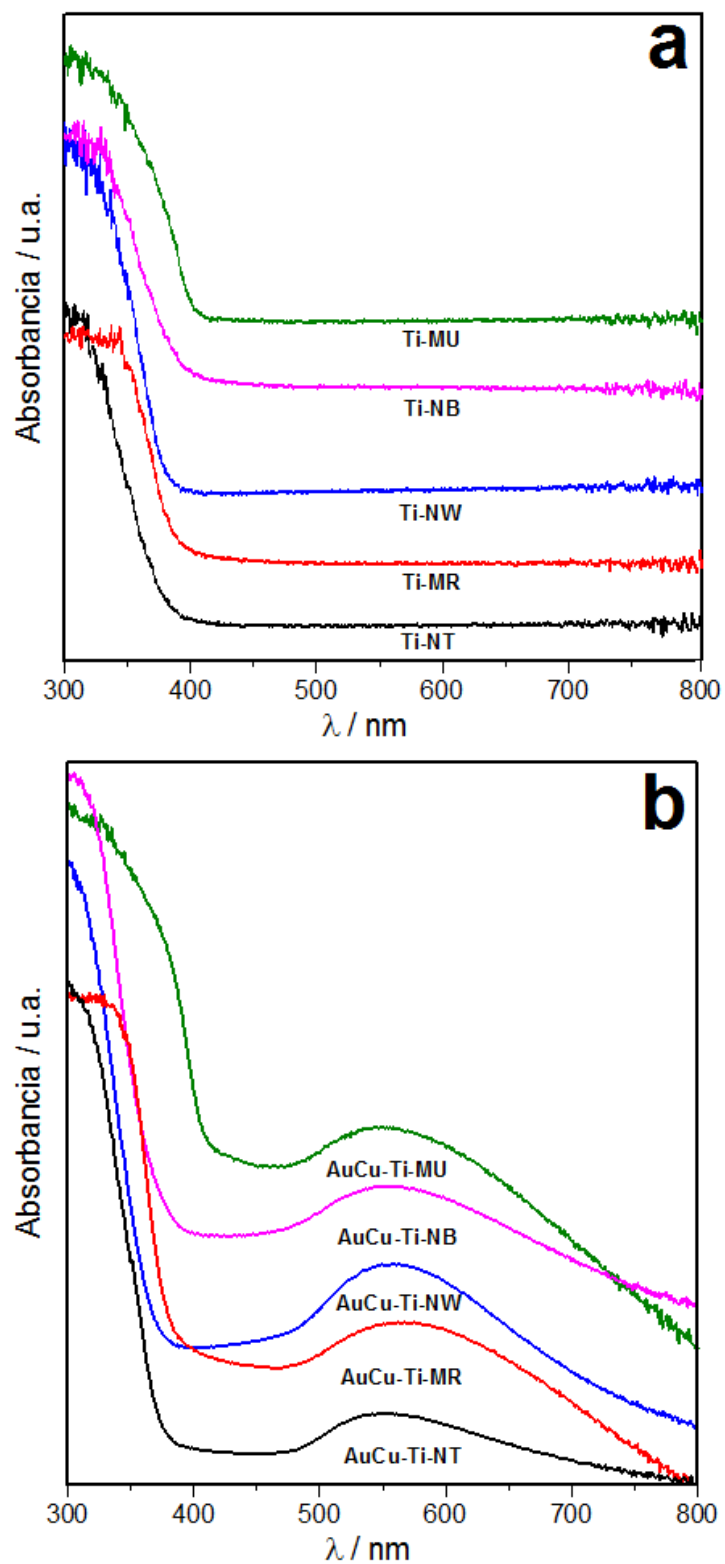 a
Absorbancia / u.a.
Ti-MU
Ti-NB
Ti-NW
Ti-MR
Ti-NT
300 400 500 600 700 800
λ / nm
b
Absorbancia / u.a.
AuCu-Ti-MU
AuCu-Ti-NB
AuCu-Ti-NW
AuCu-Ti-MR
AuCu-Ti-NT
300 400 500 600 700 800
λ / nm